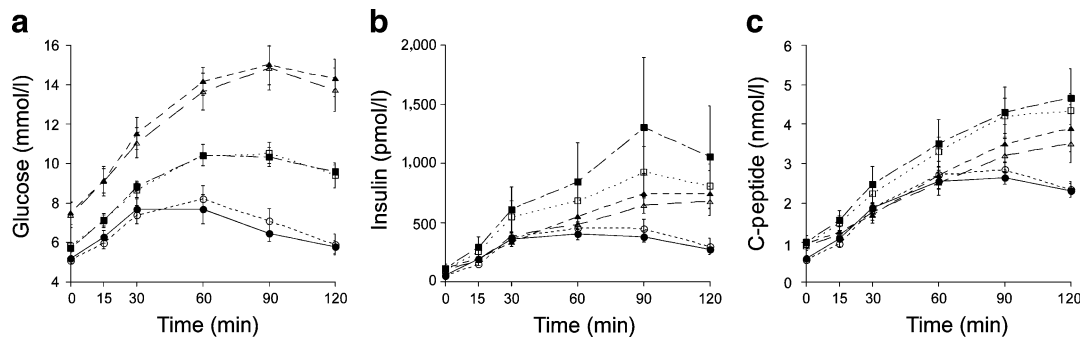 a
Glucose (mmol/l)
16
14
12
10
8
6
4
0 15 30 60 90 120
Time (min)
b
Insulin (pmol/l)
2,000
1,500
1,000
500
0
0 15 30 60 90 120
Time (min)
c
C-peptide (nmol/l)
6
5
4
3
2
1
0
0 15 30 60 90 120
Time (min)